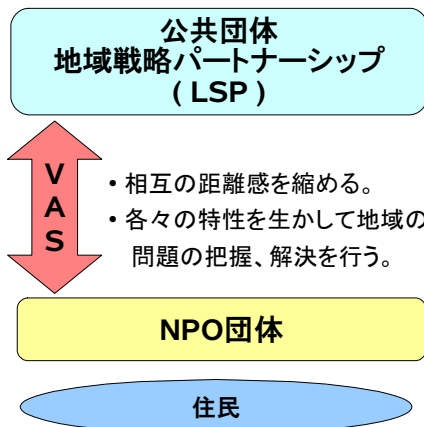 公共団体
地域戦略パートナーシップ
( LSP )
V
A
S
・相互の距離感を縮める。
・各々の特性を生かして地域の
問題の把握、解決を行う。
NPO団体
住民